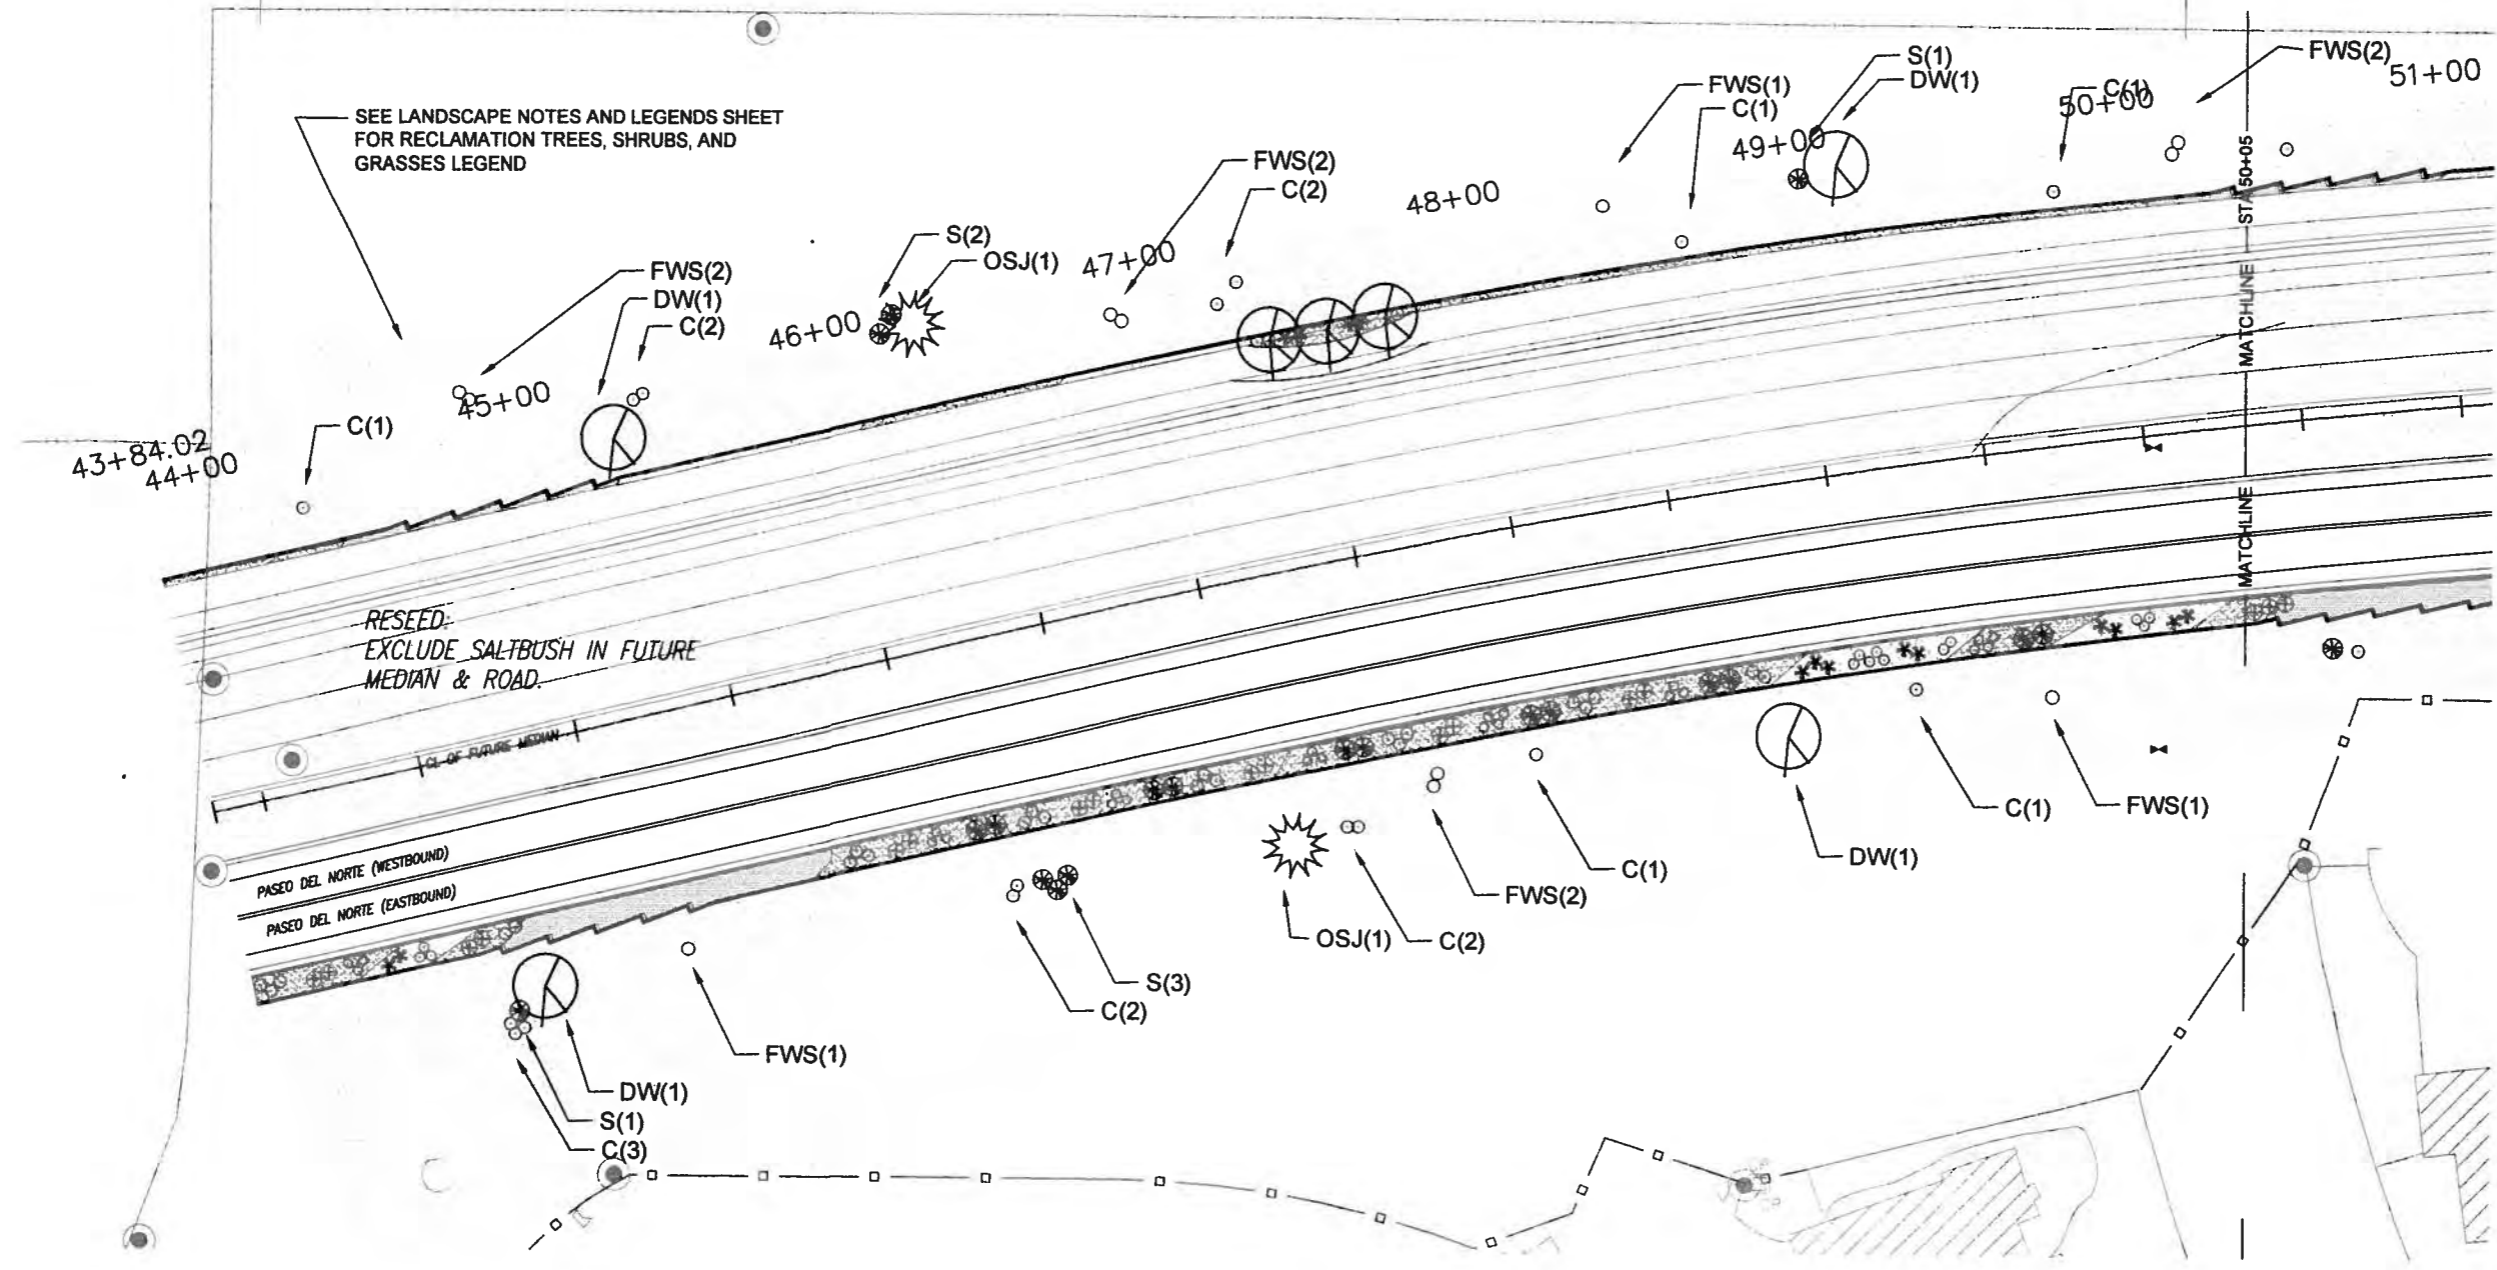 FWS(2)
51+00
S(1)
DW(1)
FWS(1)
C(1)
C(1)
50+00
49+00
SEE LANDSCAPE NOTES AND LEGENDS SHEET
FOR RECLAMATION TREES, SHRUBS, AND
GRASSES LEGEND
FWS(2)
C(2)
48+00
S(2)
OSJ(1)
47+00
FWS(2)
DW(1)
C(2)
46+00
45+00
C(1)
43+84.02
44+00
MATCHLINE STA 50+05
MATCHLINE
RESEED:
EXCLUDE SALTBUSH IN FUTURE
MEDIAN & ROAD.
CL OF FUTURE MEDIAN
PASEO DEL NORTE (WESTBOUND)
PASEO DEL NORTE (EASTBOUND)
C(1)
FWS(1)
DW(1)
C(1)
FWS(2)
OSJ(1)
C(2)
S(3)
C(2)
FWS(1)
DW(1)
S(1)
C(3)